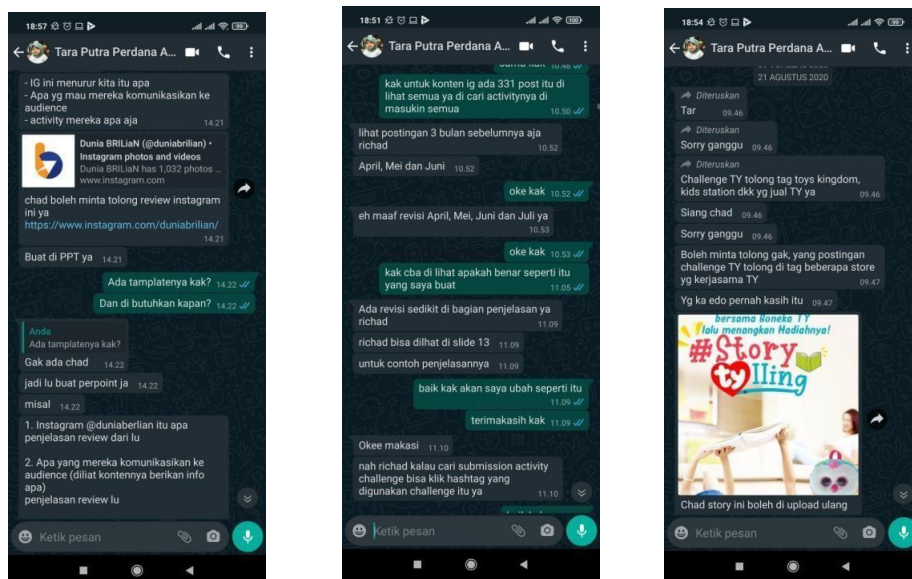 18:57
99
Tara Putra Perdana A...
- IG ini menurur kita itu apa
- Apa yg mau mereka komunikasikan ke
audience
- activity mereka apa aja 14.21
Dunia BRILiaN (@duniabrilian) •
Instagram photos and videos
Dunia BRILiaN has 1,032 photos ...
www.instagram.com
chad boleh minta tolong review instagram
ini ya
https://www.instagram.com/duniabrilian/
14.21
Buat di PPT ya 14.21
Ada tamplatenya kak? 14.22
Dan di butuhkan kapan? 14.22
Anda
Ada tamplatenya kak?
Gak ada chad 14.22
jadi lu buat perpoint ja 14.22
misal 14.22
1. Instagram @duniaberlian itu apa
penjelasan review dari lu
2. Apa yang mereka komunikasikan ke
audience (diliat kontennya berikan info
apa)
penjelasan review lu
Ketik pesan
18:51
100
Tara Putra Perdana A...
10.48
kak untuk konten ig ada 331 post itu di
lihat semua ya di cari activitynya di
masukin semua
10.50
lihat postingan 3 bulan sebelumnya aja
richad 10.52
April, Mei dan Juni 10.52
oke kak 10.52
eh maaf revisi April, Mei, Juni dan Juli ya
10.53
oke kak 10.53
kak cba di lihat apakah benar seperti itu
yang saya buat 11.05
Ada revisi sedikit di bagian penjelasan ya
richad 11.09
richad bisa dilhat di slide 13 11.09
untuk contoh penjelasannya 11.09
baik kak akan saya ubah seperti itu
11.09
terimakasih kak 11.09
Okee makasi 11.10
nah richad kalau cari submission activity
challenge bisa klik hashtag yang
digunakan challenge itu ya 11.10
Ketik pesan
18:54
99
Tara Putra Perdana A...
21 AGUSTUS 2020
Diteruskan
Tar 09.46
Diteruskan
Sorry ganggu 09.46
Diteruskan
Challenge TY tolong tag toys kingdom,
kids station dkk yg jual TY ya 09.46
Siang chad 09.46
Sorry ganggu 09.46
Boleh minta tolong gak, yang postingan
challenge TY tolong di tag beberapa store
yg kerjasama TY 09.47
Yg ka edo pernah kasih itu 09.47
bersama Boneka TY
lalu menangkan Hadiahnya!
#Story
ty lling
Chad story ini boleh di upload ulang
Ketik pesan